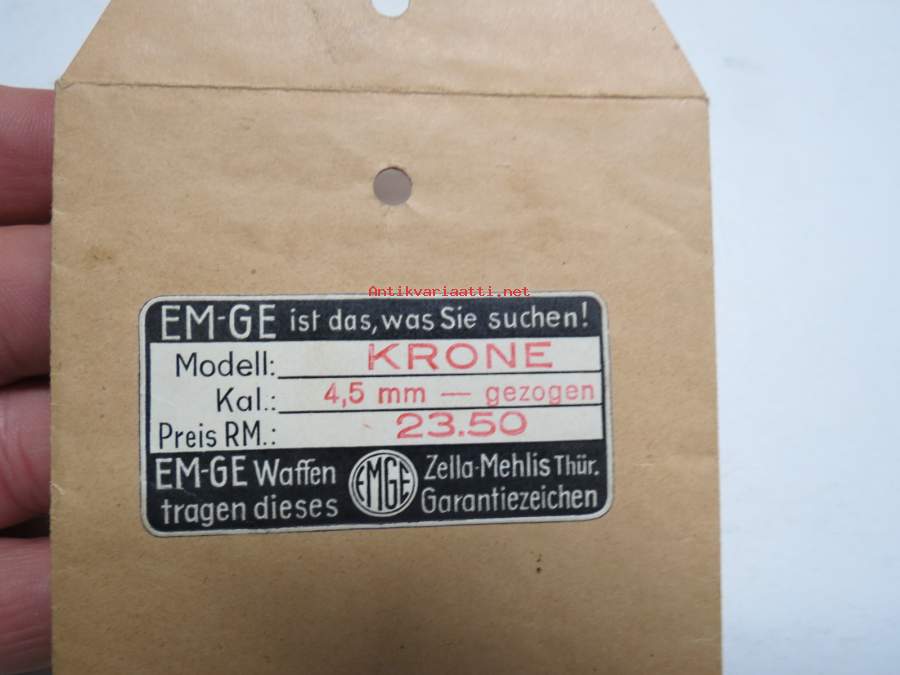 Antikvariaatti.net
EM-GE ist das, was Sie suchen!
Modell: KRONE
Kal.: 4,5 mm — gezogen
Preis RM.: 23.50
EM-GE Waffen EMGE Zella-Mehlis Thür.
tragen dieses Garantiezeichen